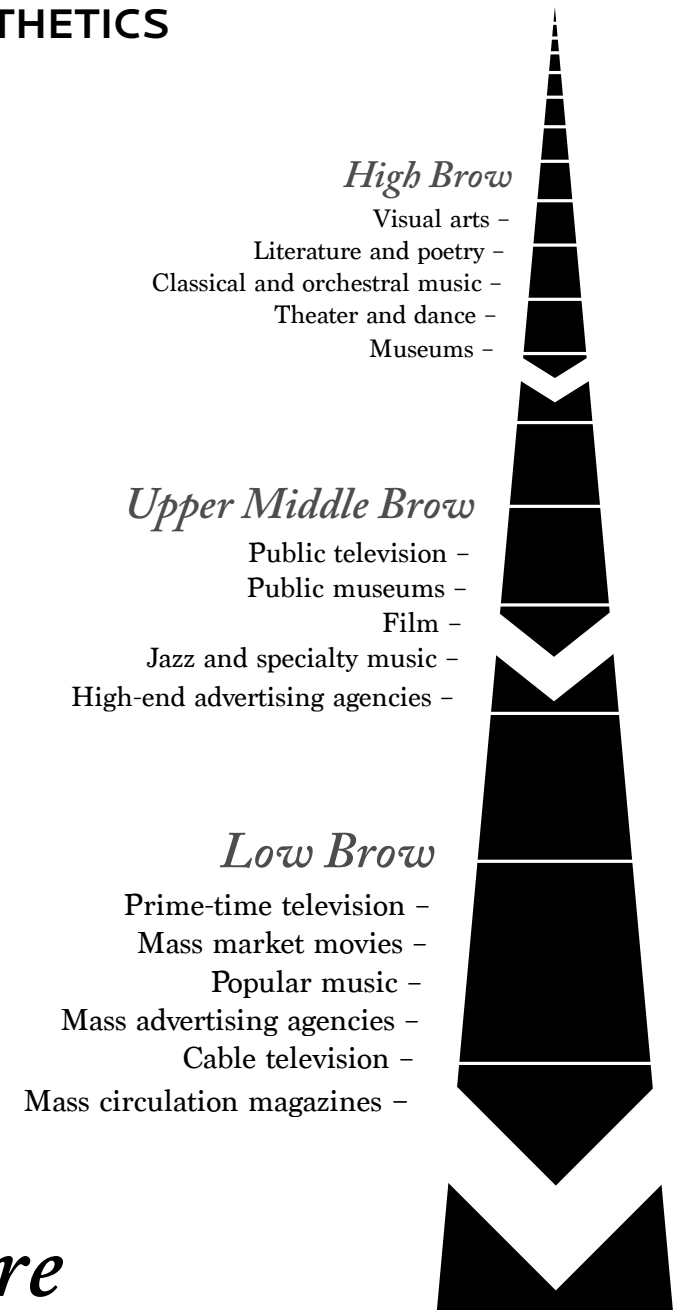 THETICS
High Brow
Visual arts –
Literature and poetry –
Classical and orchestral music –
Theater and dance –
Museums –
Upper Middle Brow
Public television –
Public museums –
Film –
Jazz and specialty music –
High-end advertising agencies –
Low Brow
Prime-time television –
Mass market movies –
Popular music –
Mass advertising agencies –
Cable television –
Mass circulation magazines –
re